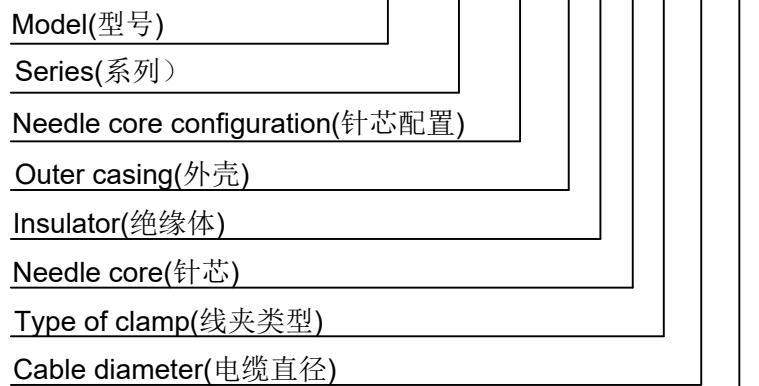 Model(型号)
Series(系列）
Needle core configuration(针芯配置)
Outer casing(外壳)
Insulator(绝缘体)
Needle core(针芯)
Type of clamp(线夹类型)
Cable diameter(电缆直径)